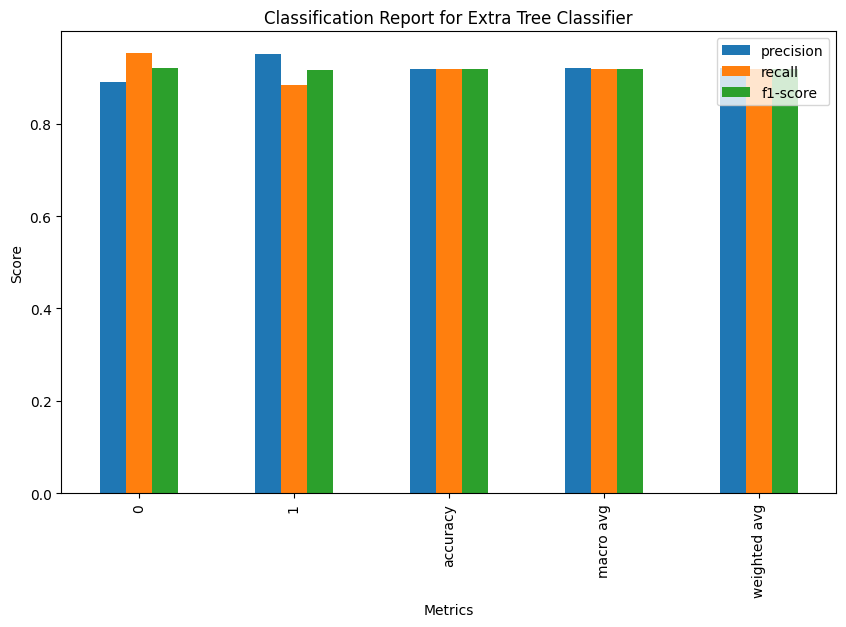 Classification Report for Extra Tree Classifier
precision
recall
f1-score
Score
0.8
0.6
0.4
0.2
0.0
0
1
accuracy
macro avg
weighted avg
Metrics